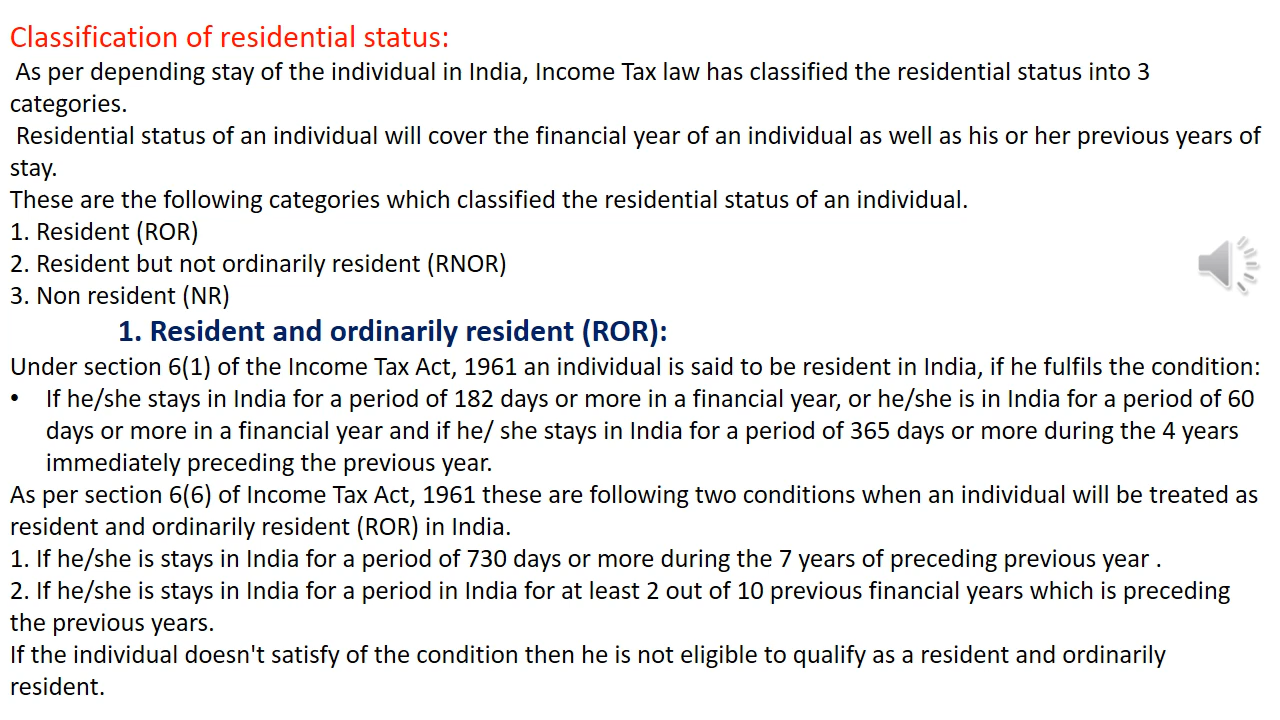 Classification of residential status:
As per depending stay of the individual in India, Income Tax law has classified the residential status into 3
categories.
Residential status of an individual will cover the financial year of an individual as well as his or her previous years of
stay.
These are the following categories which classified the residential status of an individual.
1. Resident (ROR)
2. Resident but not ordinarily resident (RNOR)
3. Non resident (NR)
1. Resident and ordinarily resident (ROR):
Under section 6(1) of the Income Tax Act, 1961 an individual is said to be resident in India, if he fulfils the condition:
• If he/she stays in India for a period of 182 days or more in a financial year, or he/she is in India for a period of 60
days or more in a financial year and if he/ she stays in India for a period of 365 days or more during the 4 years
immediately preceding the previous year.
As per section 6(6) of Income Tax Act, 1961 these are following two conditions when an individual will be treated as
resident and ordinarily resident (ROR) in India.
1. If he/she is stays in India for a period of 730 days or more during the 7 years of preceding previous year .
2. If he/she is stays in India for a period in India for at least 2 out of 10 previous financial years which is preceding
the previous years.
If the individual doesn't satisfy of the condition then he is not eligible to qualify as a resident and ordinarily
resident.